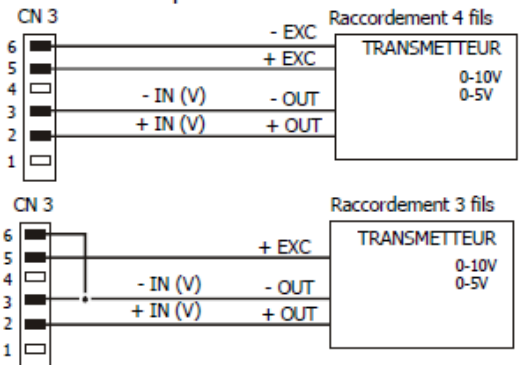 CN 3
Raccordement 4 fils
6
- EXC
TRANSMETTEUR
5
+ EXC
0-10V
4
- IN (V)
- OUT
0-5V
3
+ IN (V)
+ OUT
2
1
CN 3
Raccordement 3 fils
6
TRANSMETTEUR
5
+ EXC
0-10V
4
- IN (V)
- OUT
0-5V
3
+ IN (V)
+ OUT
2
1